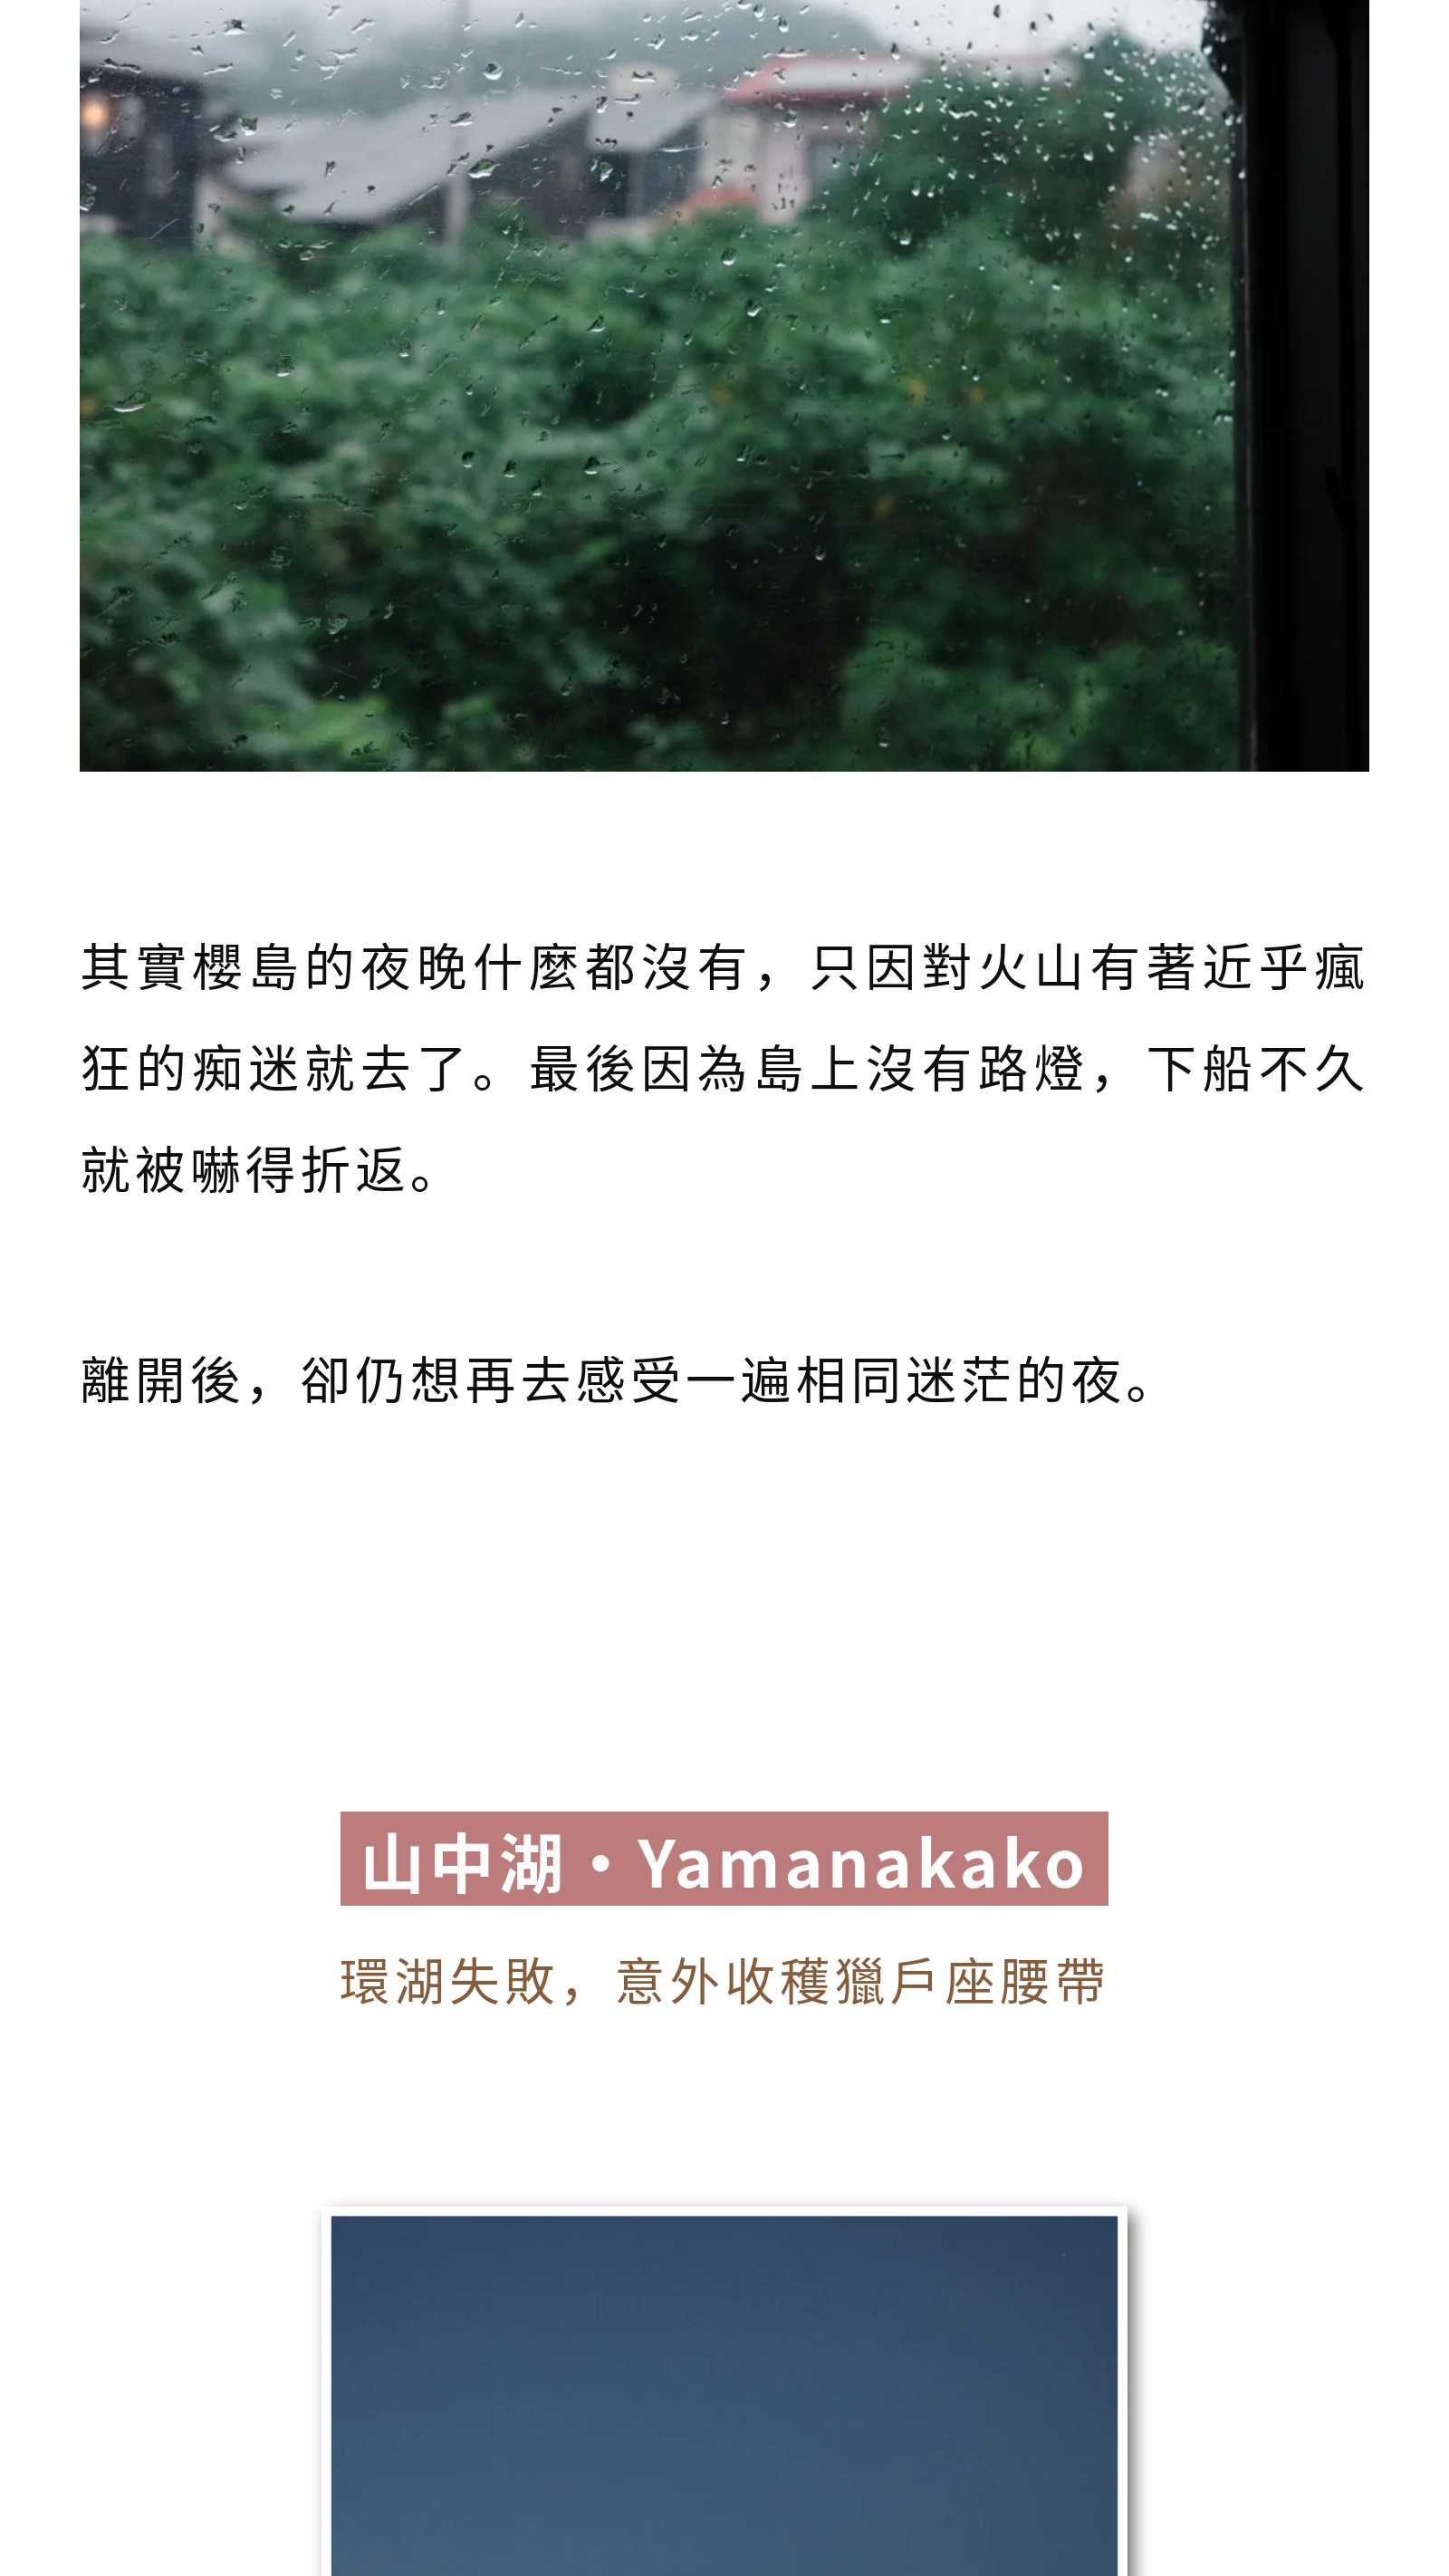 其實櫻島的夜晚什麼都沒有，只因對火山有著近乎瘋
狂的痴迷就去了。最後因為島上沒有路燈，下船不久
就被嚇得折返。
離開後，卻仍想再去感受一遍相同迷茫的夜。
山中湖·Yamanakako
環湖失敗，意外收穫獵戶座腰帶